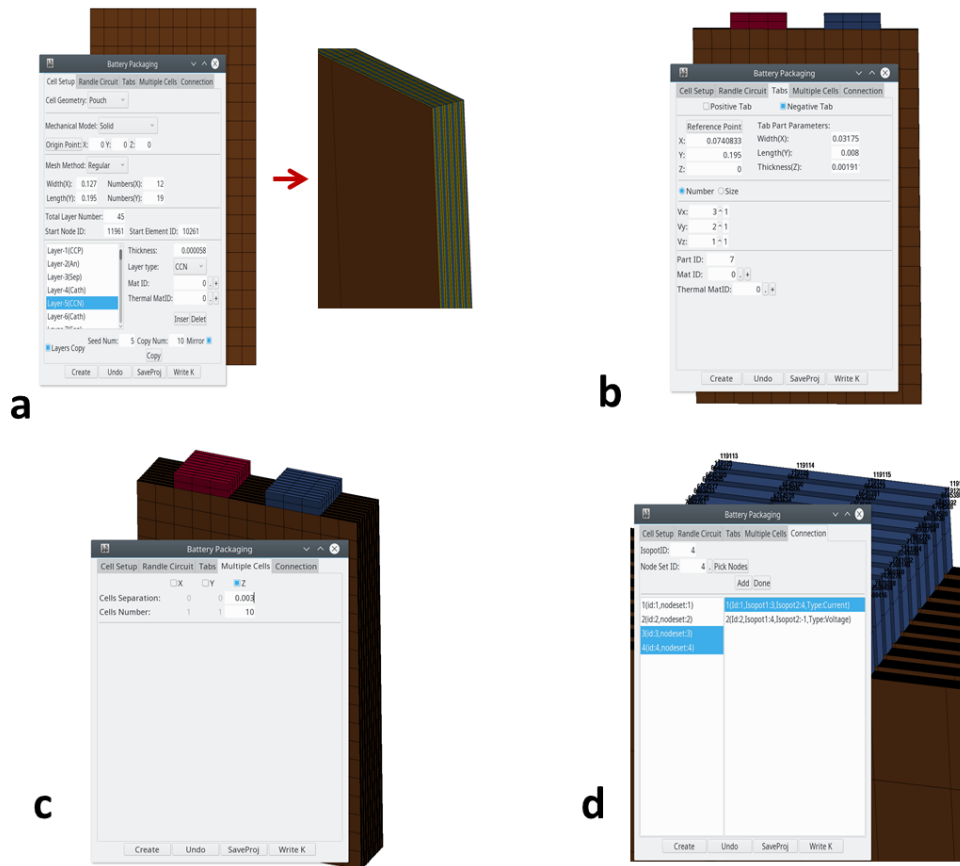 Battery Packaging
Cell Setup Randle Circuit Tabs Multiple Cells Connection
Cell Geometry: Pouch
Mechanical Model: Solid
Origin Point: X: 0 Y: 0 Z: 0
Mesh Method: Regular
Width(X): 0.127 Numbers(X): 12
Length(Y): 0.195 Numbers(Y): 19
Total Layer Number: 45
Start Node ID: 11961 Start Element ID: 10261
Layer-1(CCP) Thickness: 0.000058
Layer-2(An)
Layer-3(Sep) Layer type: CCN
Layer-4(Cath) Mat ID: 0 . +
Layer-5(CCN) Thermal MatID: 0 . +
Layer-6(Cath)
Inser Delet
Seed Num: 5 Copy Num: 10 Mirror
Layers Copy
Copy
Create Undo SaveProj Write K
a
Battery Packaging
Cell Setup Randle Circuit Tabs Multiple Cells Connection
Positive Tab Negative Tab
Reference Point Tab Part Parameters:
X: 0.0740833 Width(X): 0.03175
Y: 0.195 Length(Y): 0.008
Z: 0 Thickness(Z): 0.00191
Number Size
Vx: 3 ~ 1
Vy: 2 ~ 1
Vz: 1 ~ 1
Part ID: 7
Mat ID: 0 . +
Thermal MatID: 0 . +
Create Undo SaveProj Write K
b
Battery Packaging
Cell Setup Randle Circuit Tabs Multiple Cells Connection
X Y Z
Cells Separation: 0 0 0.003
Cells Number: 1 1 10
Create Undo SaveProj Write K
c
119113
119114
119115
Battery Packaging
Cell Setup Randle Circuit Tabs Multiple Cells Connection
IsopotID: 4
Node Set ID: 4 . Pick Nodes
Add Done
1(id:1,nodeset:1) 1(Id:1,Isopot1:3,Isopot2:4,Type:Current)
2(id:2,nodeset:2) 2(Id:2,Isopot1:4,Isopot2:-1,Type:Voltage)
3(id:3,nodeset:3)
4(id:4,nodeset:4)
Create Undo SaveProj Write K
d